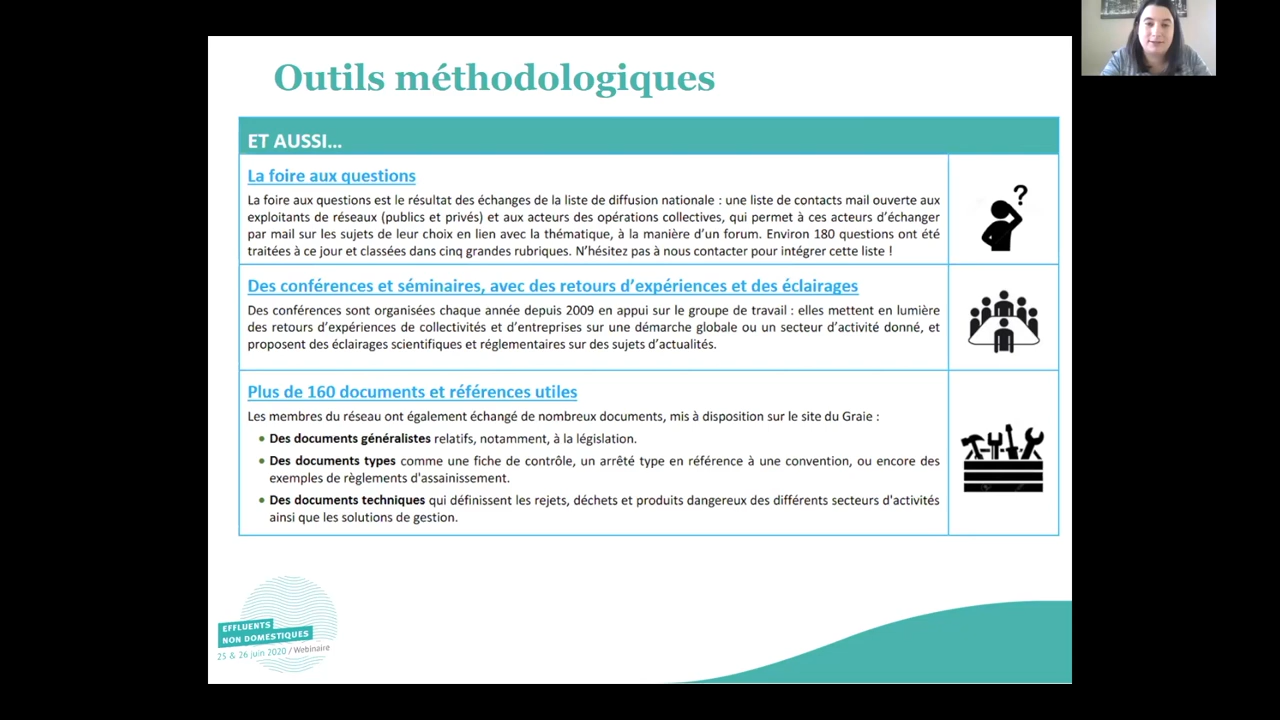 Outils méthodologiques
ET AUSSI...
La foire aux questions
La foire aux questions est le résultat des échanges de la liste de diffusion nationale : une liste de contacts mail ouverte aux
exploitants de réseaux (publics et privés) et aux acteurs des opérations collectives, qui permet à ces acteurs d'échanger
par mail sur les sujets de leur choix en lien avec la thématique, à la manière d'un forum. Environ 180 questions ont été
traitées à ce jour et classées dans cinq grandes rubriques. N'hésitez pas à nous contacter pour intégrer cette liste !
?
Des conférences et séminaires, avec des retours d'expériences et des éclairages
Des conférences sont organisées chaque année depuis 2009 en appui sur le groupe de travail : elles mettent en lumière
des retours d'expériences de collectivités et d'entreprises sur une démarche globale ou un secteur d'activité donné, et
proposent des éclairages scientifiques et réglementaires sur des sujets d'actualités.
Plus de 160 documents et références utiles
Les membres du réseau ont également échangé de nombreux documents, mis à disposition sur le site du Graie :
• Des documents généralistes relatifs, notamment, à la législation.
• Des documents types comme une fiche de contrôle, un arrêté type en référence à une convention, ou encore des
exemples de règlements d'assainissement.
• Des documents techniques qui définissent les rejets, déchets et produits dangereux des différents secteurs d'activités
ainsi que les solutions de gestion.
EFFLUENTS
NON DOMESTIQUES
25 & 26 juin 2020 / Webinaire